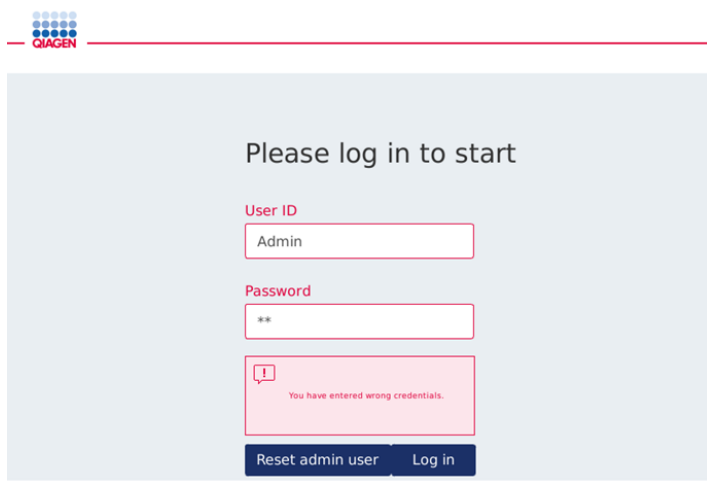 QIAGEN
Please log in to start
User ID
Admin
Password
**
!
You have entered wrong credentials.
Reset admin user
Log in